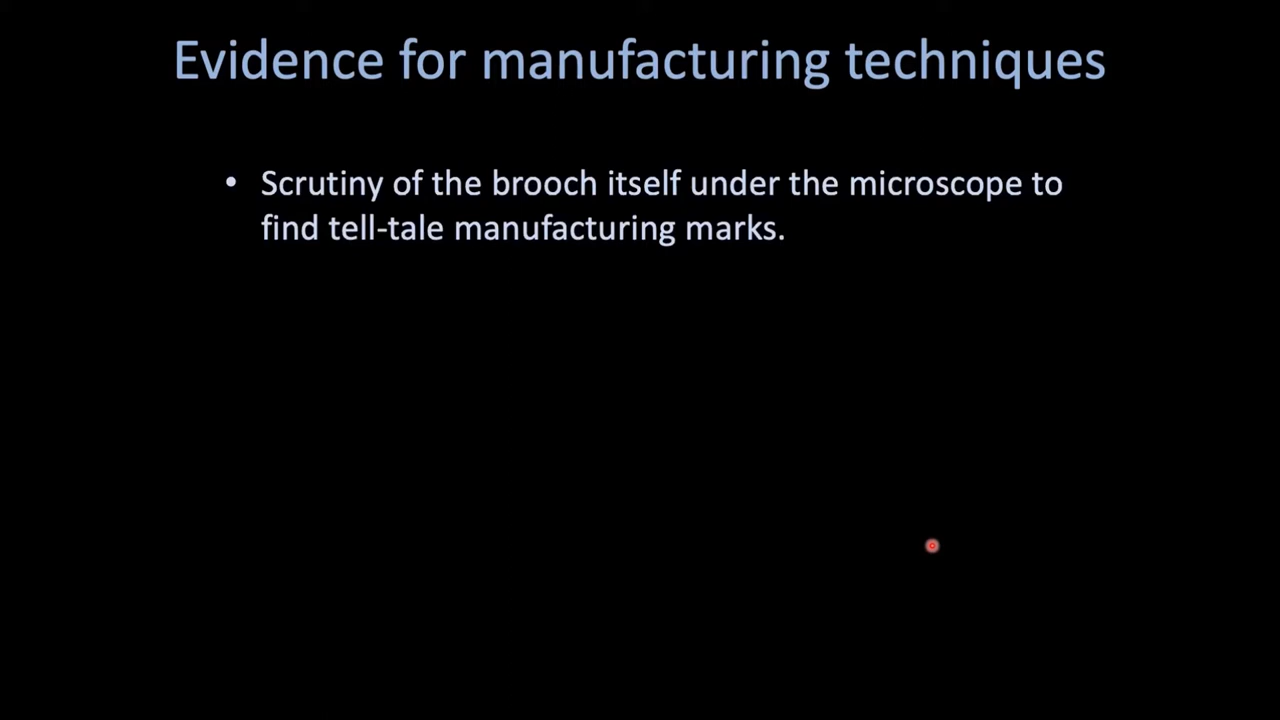 Evidence for manufacturing techniques
• Scrutiny of the brooch itself under the microscope to
find tell-tale manufacturing marks.